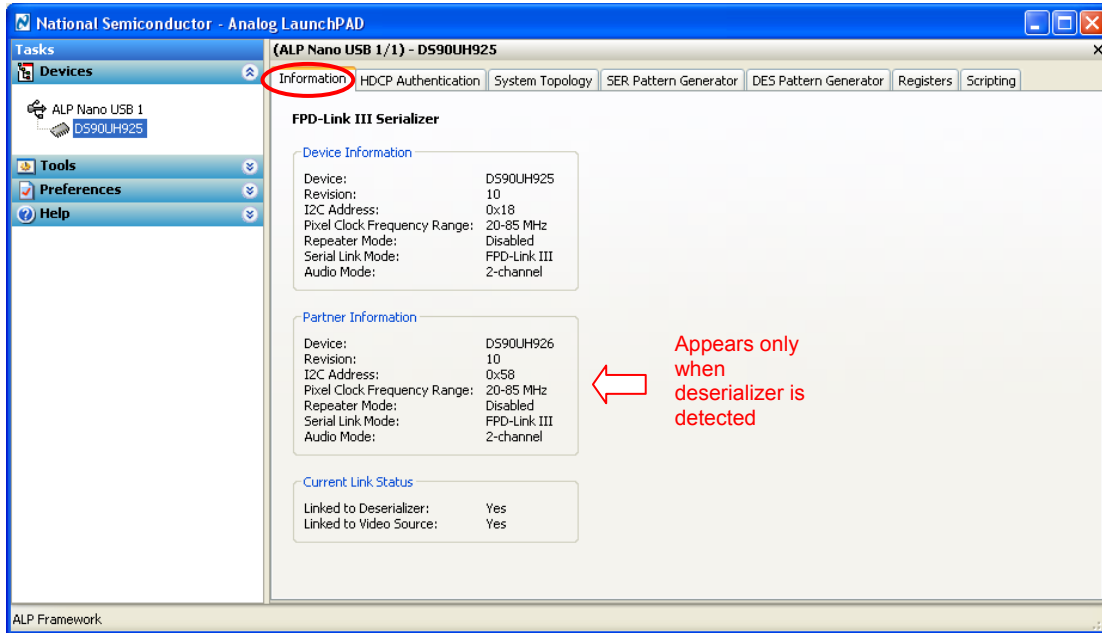 National Semiconductor - Analog LaunchPAD
Tasks
Devices
ALP Nano USB 1
DS90UH925
Tools
Preferences
Help
(ALP Nano USB 1/1) - DS90UH925
Information HDCP Authentication System Topology SER Pattern Generator DES Pattern Generator Registers Scripting
FPD-Link III Serializer
Device Information
Device: DS90UH925
Revision: 10
I2C Address: 0x18
Pixel Clock Frequency Range: 20-85 MHz
Repeater Mode: Disabled
Serial Link Mode: FPD-Link III
Audio Mode: 2-channel
Partner Information
Device: DS90UH926
Revision: 10
I2C Address: 0x58
Pixel Clock Frequency Range: 20-85 MHz
Repeater Mode: Disabled
Serial Link Mode: FPD-Link III
Audio Mode: 2-channel
Appears only
when
deserializer is
detected
Current Link Status
Linked to Deserializer: Yes
Linked to Video Source: Yes
ALP Framework